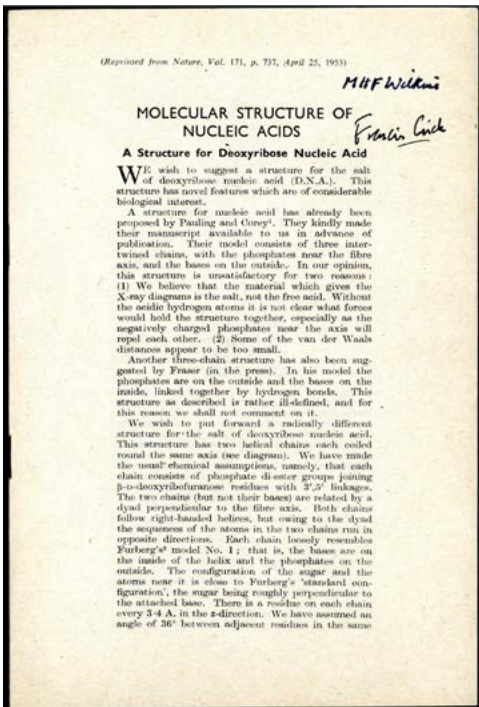 (Reprinted from Nature, Vol. 171, p. 737, April 25, 1953)
MHF Wilkins
MOLECULAR STRUCTURE OF
NUCLEIC ACIDS
Francis Crick
A Structure for Deoxyribose Nucleic Acid
WE wish to suggest a structure for the salt
of deoxyribose nucleic acid (D.N.A.). This
structure has novel features which are of considerable
biological interest.
A structure for nucleic acid has already been
proposed by Pauling and Corey¹. They kindly made
their manuscript available to us in advance of
publication. Their model consists of three inter-
twined chains, with the phosphates near the fibre
axis, and the bases on the outside. In our opinion,
this structure is unsatisfactory for two reasons :
(1) We believe that the material which gives the
X-ray diagrams is the salt, not the free acid. Without
the acidic hydrogen atoms it is not clear what forces
would hold the structure together, especially as the
negatively charged phosphates near the axis will
repel each other. (2) Some of the van der Waals
distances appear to be too small.
Another three-chain structure has also been sug-
gested by Fraser (in the press). In his model the
phosphates are on the outside and the bases on the
inside, linked together by hydrogen bonds. This
structure as described is rather ill-defined, and for
this reason we shall not comment on it.
We wish to put forward a radically different
structure for the salt of deoxyribose nucleic acid.
This structure has two helical chains each coiled
round the same axis (see diagram). We have made
the usual chemical assumptions, namely, that each
chain consists of phosphate di-ester groups joining
β-D-deoxyribofuranose residues with 3',5' linkages.
The two chains (but not their bases) are related by a
dyad perpendicular to the fibre axis. Both chains
follow right-handed helices, but owing to the dyad
the sequences of the atoms in the two chains run in
opposite directions. Each chain loosely resembles
Furberg's² model No. 1 ; that is, the bases are on
the inside of the helix and the phosphates on the
outside. The configuration of the sugar and the
atoms near it is close to Furberg's 'standard con-
figuration', the sugar being roughly perpendicular to
the attached base. There is a residue on each chain
every 3·4 A. in the z-direction. We have assumed an
angle of 36° between adjacent residues in the same